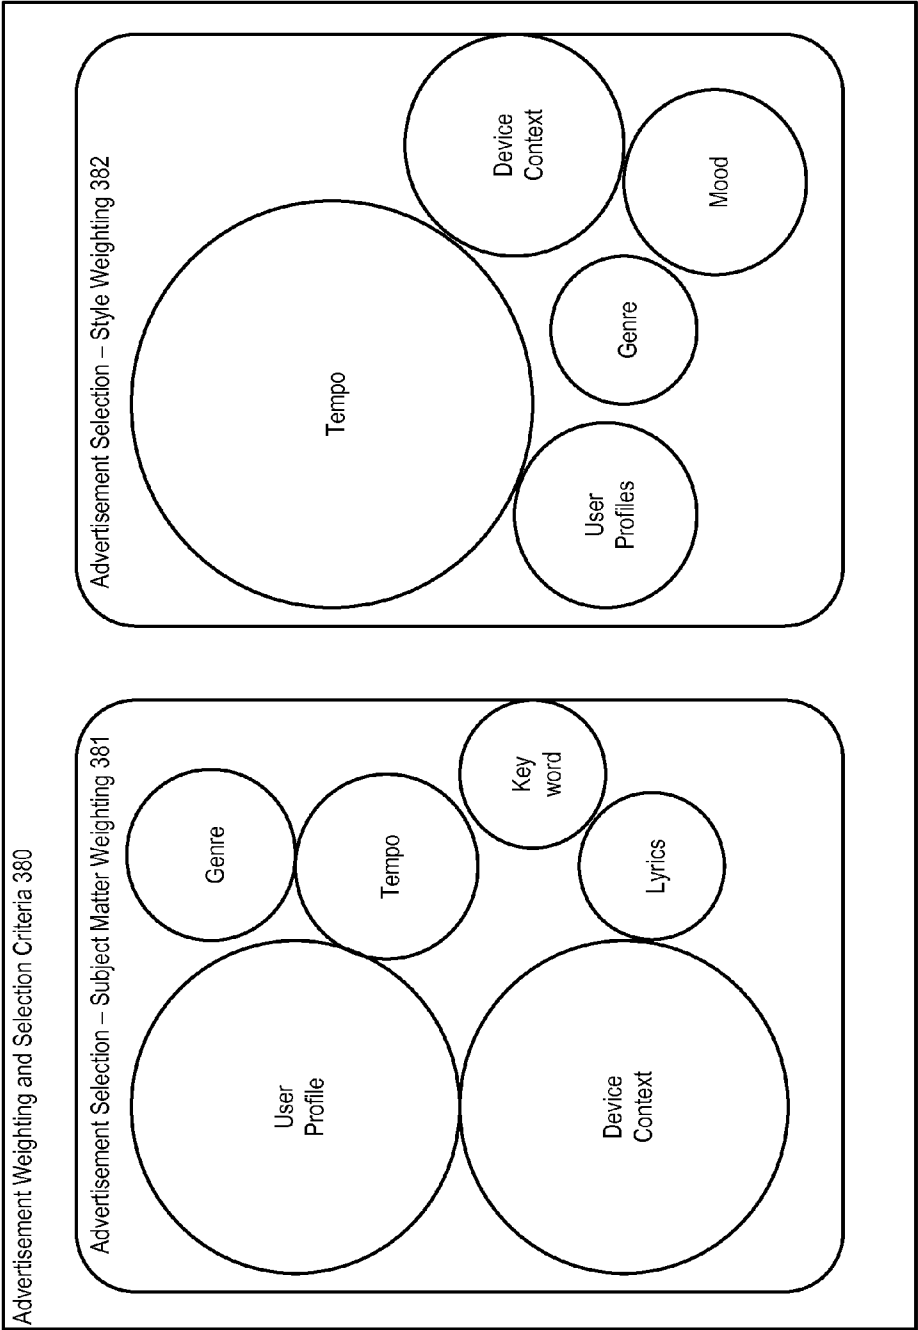 Advertisement Weighting and Selection Criteria 380
Advertisement Selection – Subject Matter Weighting 381
User
Profile
Genre
Tempo
Key
word
Device
Context
Lyrics
Advertisement Selection – Style Weighting 382
Tempo
Device
Context
User
Profiles
Genre
Mood